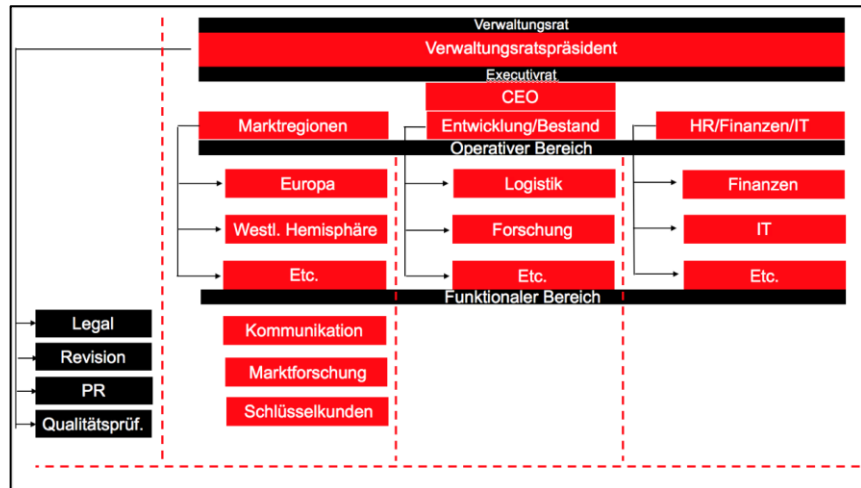 Verwaltungsrat
Verwaltungsratspräsident
Executivrat
CEO
Marktregionen
Entwicklung/Bestand
HR/Finanzen/IT
Operativer Bereich
Europa
Logistik
Finanzen
Westl. Hemisphäre
Forschung
IT
Etc.
Etc.
Etc.
Funktionaler Bereich
Legal
Kommunikation
Revision
Marktforschung
PR
Schlüsselkunden
Qualitätsprüf.